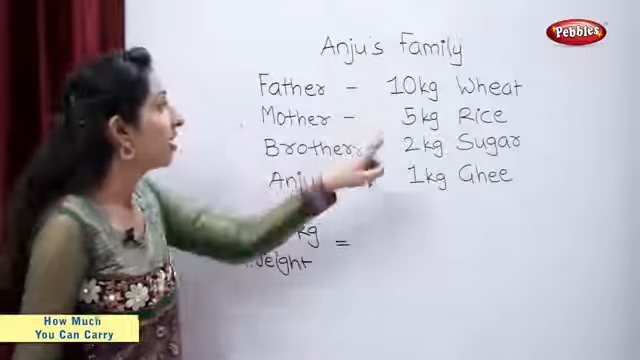 Pebbles
Anju's Family
Father - 10kg Wheat
Mother - 5kg Rice
Brother 2kg Sugar
Anju 1kg Ghee
kg =
Weight
How Much
You Can Carry